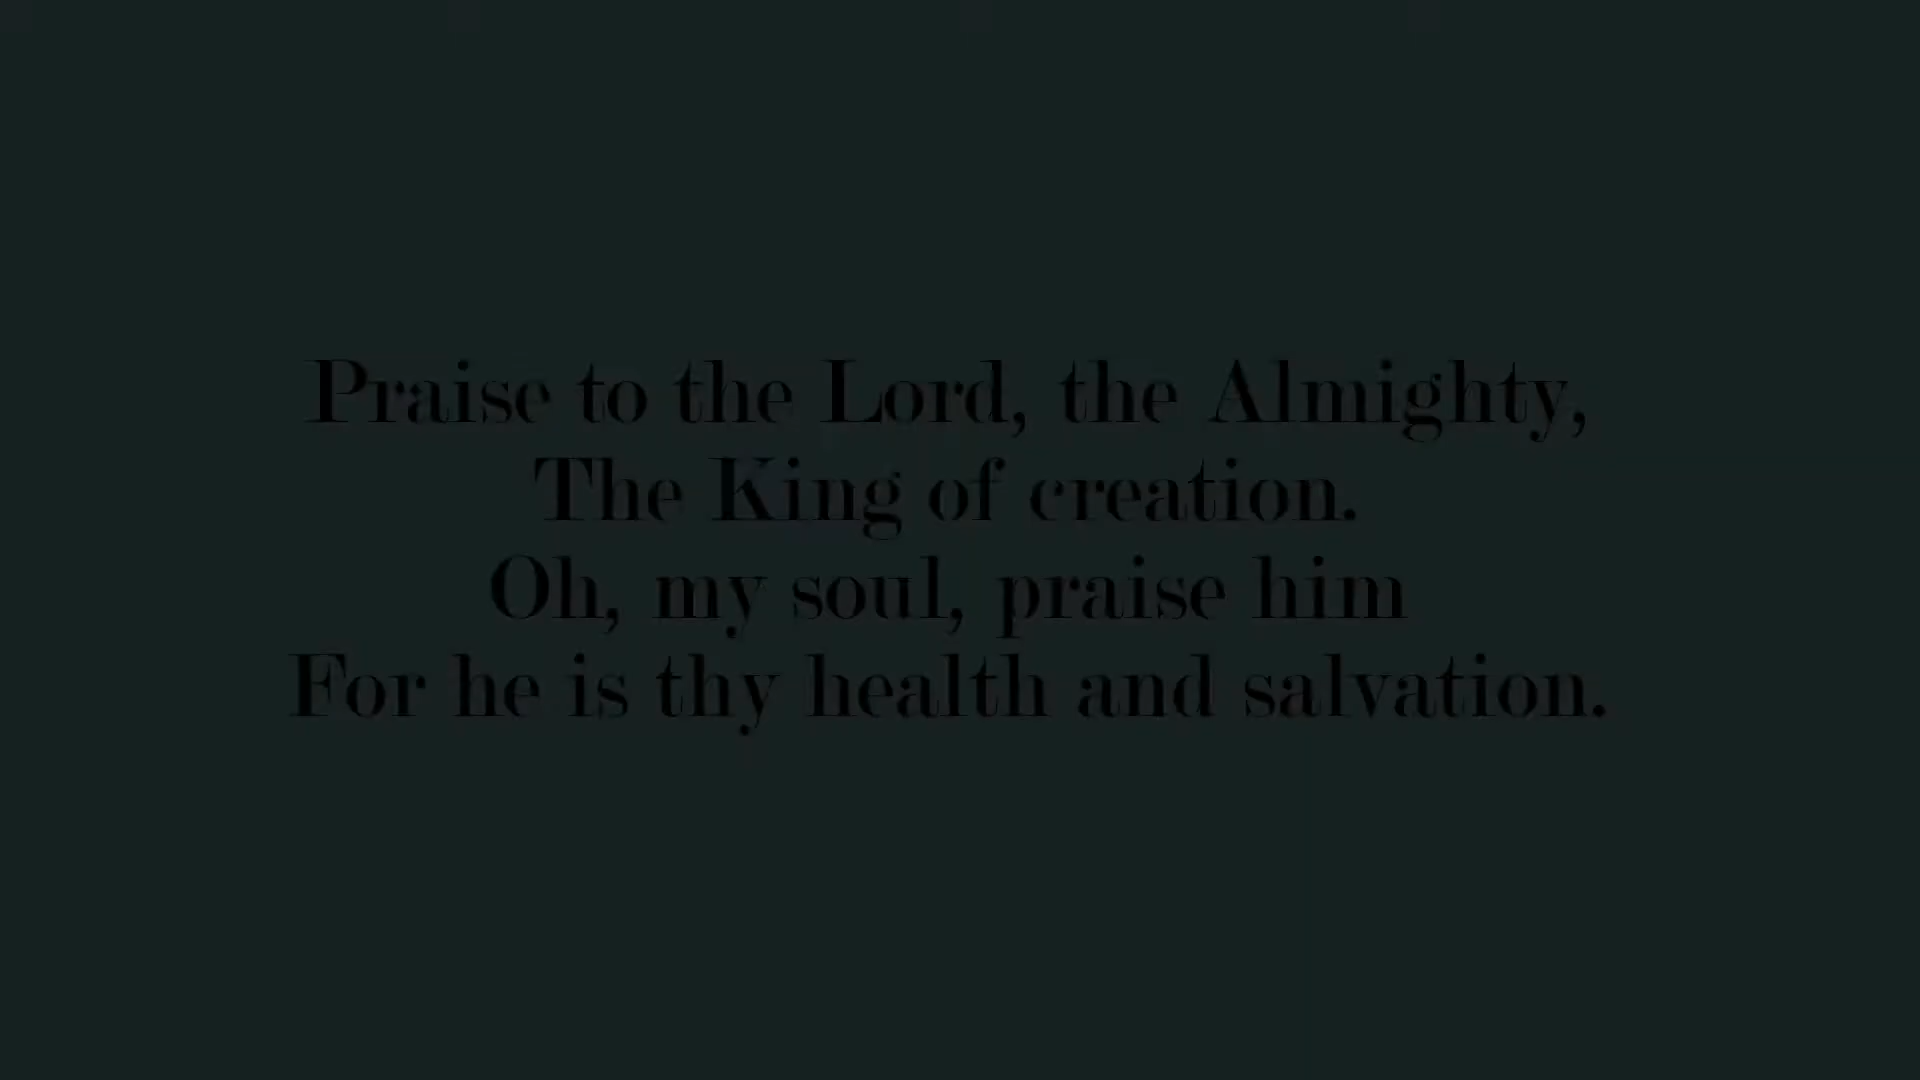 Praise to the Lord, the Almighty,
The King of creation.
Oh, my soul, praise him
For he is thy health and salvation.